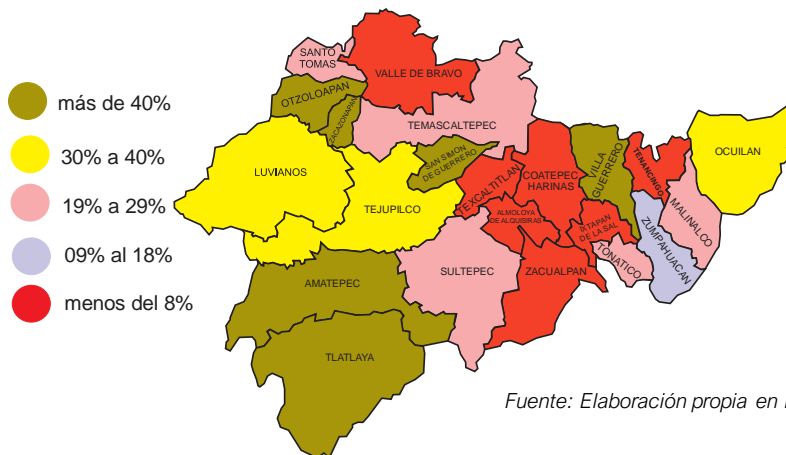 más de 40%
30% a 40%
19% a 29%
09% al 18%
menos del 8%
SANTO
TOMAS
VALLE DE BRAVO
OTZOLOAPAN
ZACAZONAPAN
TEMASCALTEPEC
LUVIANOS
SAN SIMON
DE GUERRERO
TEJUPILCO
TEXCALTITLAN
COATEPEC
HARINAS
VILLA
GUERRERO
TENANCINGO
OCUILAN
MALINALCO
ALMOLOYA
DE ALQUISIRAS
IXTAPAN
DE LA SAL
ZUMPAHUACAN
TONATICO
AMATEPEC
SULTEPEC
ZACUALPAN
TLATLAYA
Fuente: Elaboración propia en